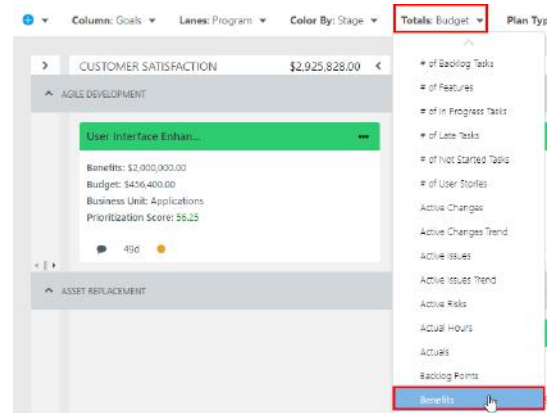 Column: Goals Lanes: Program Color By: Stage Totals: Budget Plan Typ
CUSTOMER SATISFACTION $2,925,828.00
AGILE DEVELOPMENT
User Interface Enhan...
Benefits: $2,000,000.00
Budget: $456,400.00
Business Unit: Applications
Prioritization Score: 56.25
49d
ASSET REPLACEMENT
# of Backlog Tasks
# of Features
# of In Progress Tasks
# of Late Tasks
# of Not Started Tasks
# of User Stories
Active Changes
Active Changes Trend
Active Issues
Active Issues Trend
Active Risks
Actual Hours
Actuals
Backlog Points
Benefits